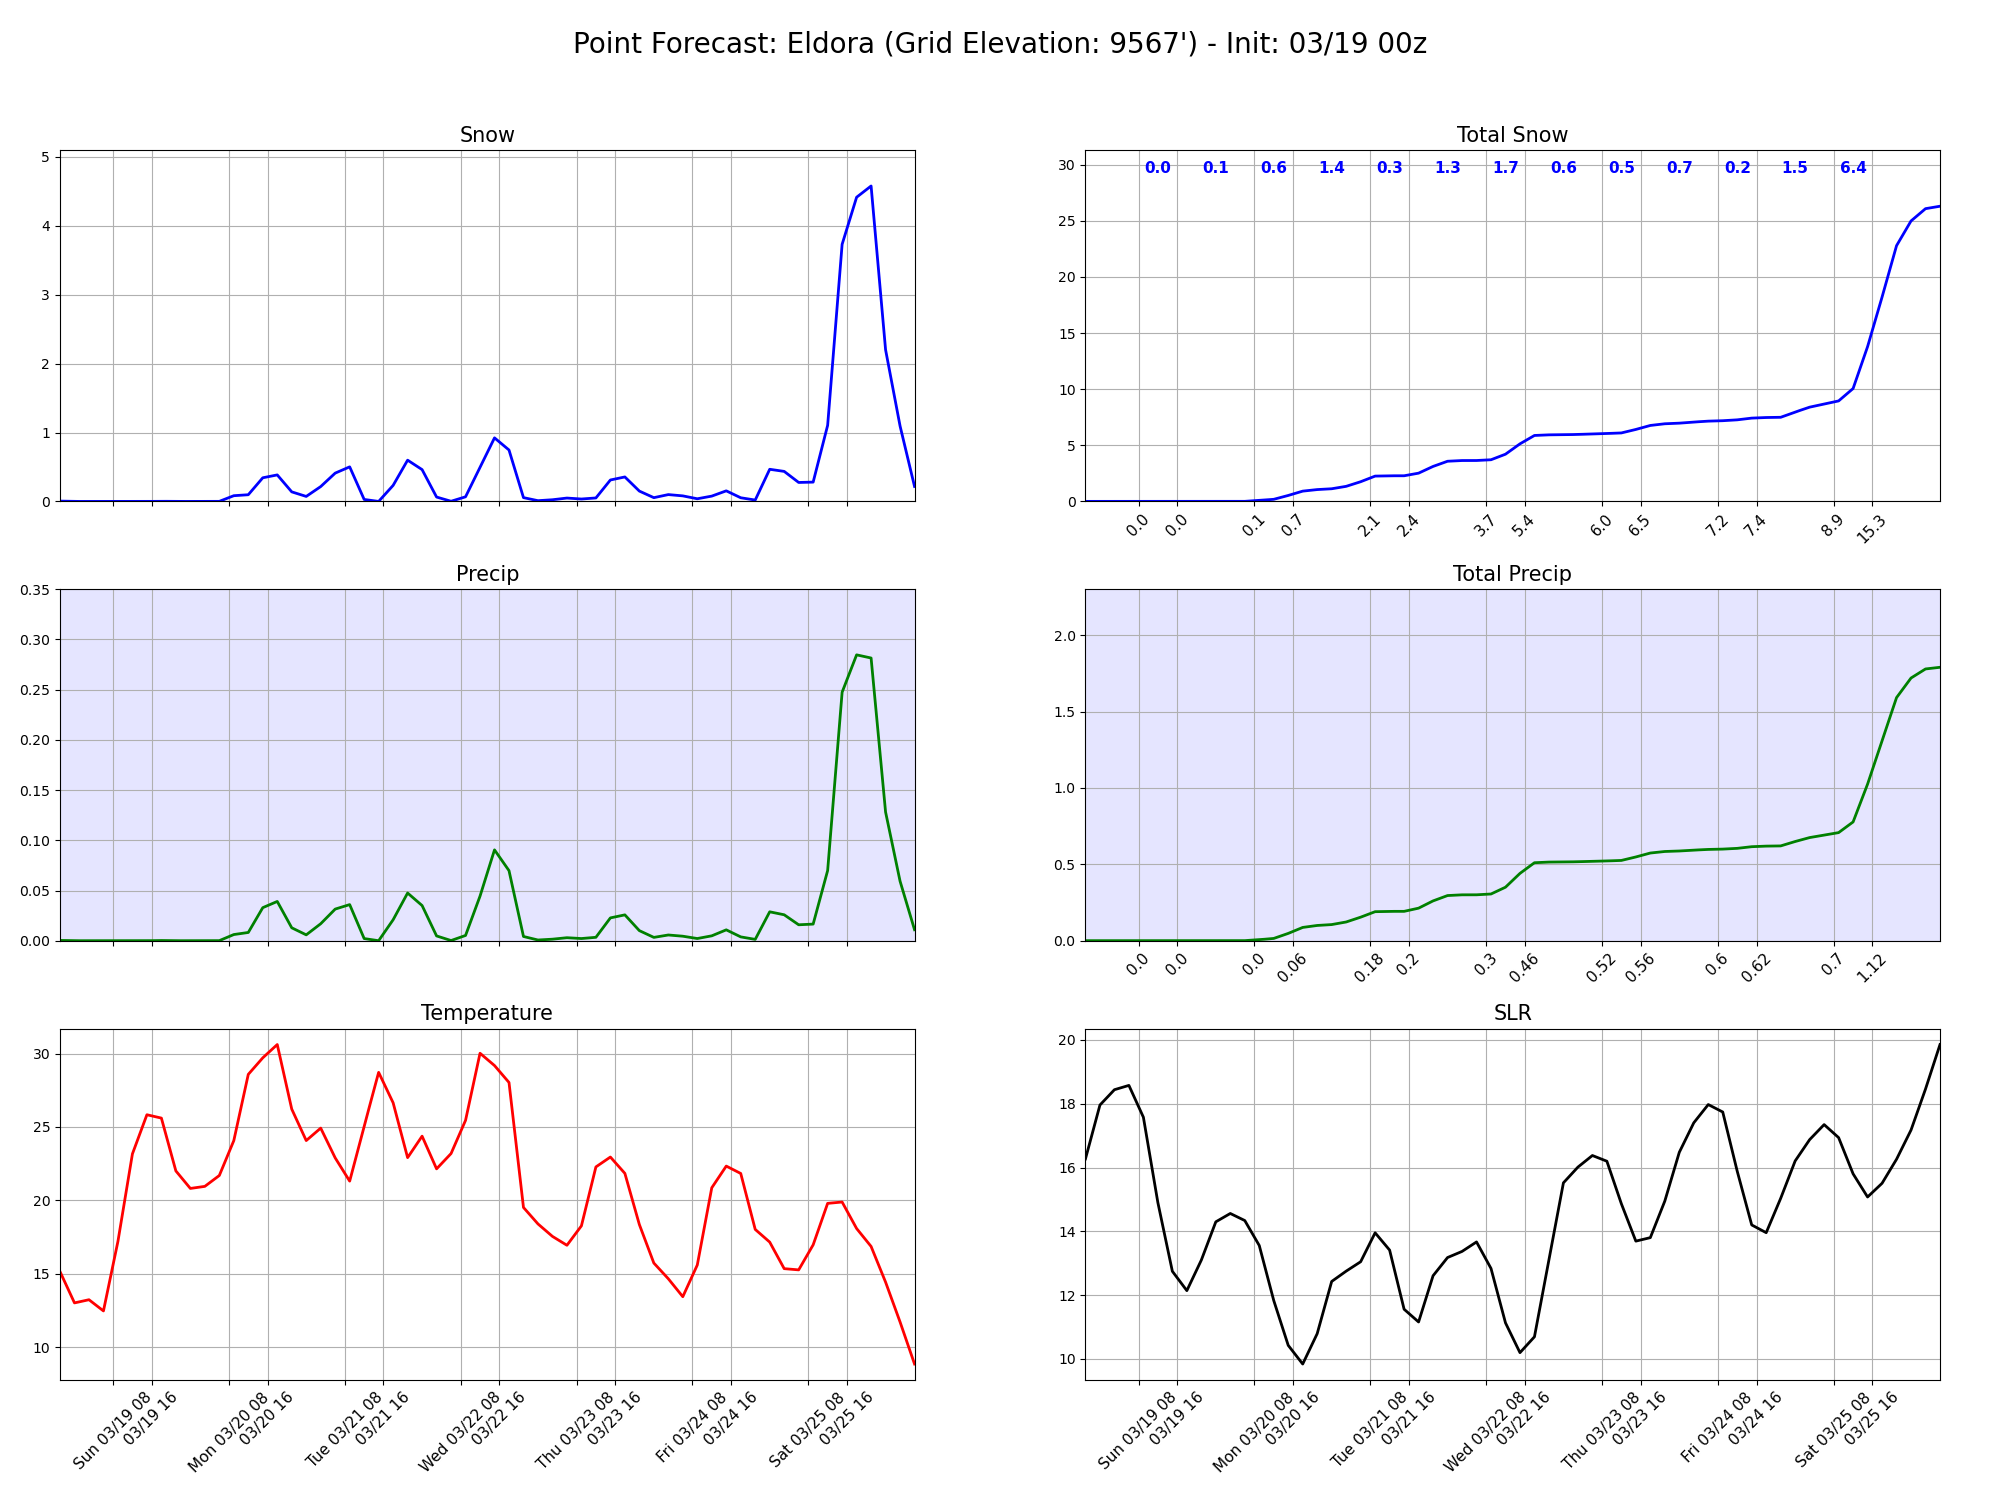 Point Forecast: Eldora (Grid Elevation: 9567') - Init: 03/19 00z
Snow
5
4
3
2
1
0
Total Snow
0.0 0.1 0.6 1.4 0.3 1.3 1.7 0.6 0.5 0.7 0.2 1.5 6.4
30
25
20
15
10
5
0
0.0 0.0 0.1 0.7 2.1 2.4 3.7 5.4 6.0 6.5 7.2 7.4 8.9 15.3
Precip
0.35
0.30
0.25
0.20
0.15
0.10
0.05
0.00
Total Precip
2.0
1.5
1.0
0.5
0.0
0.0 0.0 0.0 0.06 0.18 0.2 0.3 0.46 0.52 0.56 0.6 0.62 0.7 1.12
Temperature
30
25
20
15
10
Sun 03/19 08
03/19 16
Mon 03/20 08
03/20 16
Tue 03/21 08
03/21 16
Wed 03/22 08
03/22 16
Thu 03/23 08
03/23 16
Fri 03/24 08
03/24 16
Sat 03/25 08
03/25 16
SLR
20
18
16
14
12
10
Sun 03/19 08
03/19 16
Mon 03/20 08
03/20 16
Tue 03/21 08
03/21 16
Wed 03/22 08
03/22 16
Thu 03/23 08
03/23 16
Fri 03/24 08
03/24 16
Sat 03/25 08
03/25 16